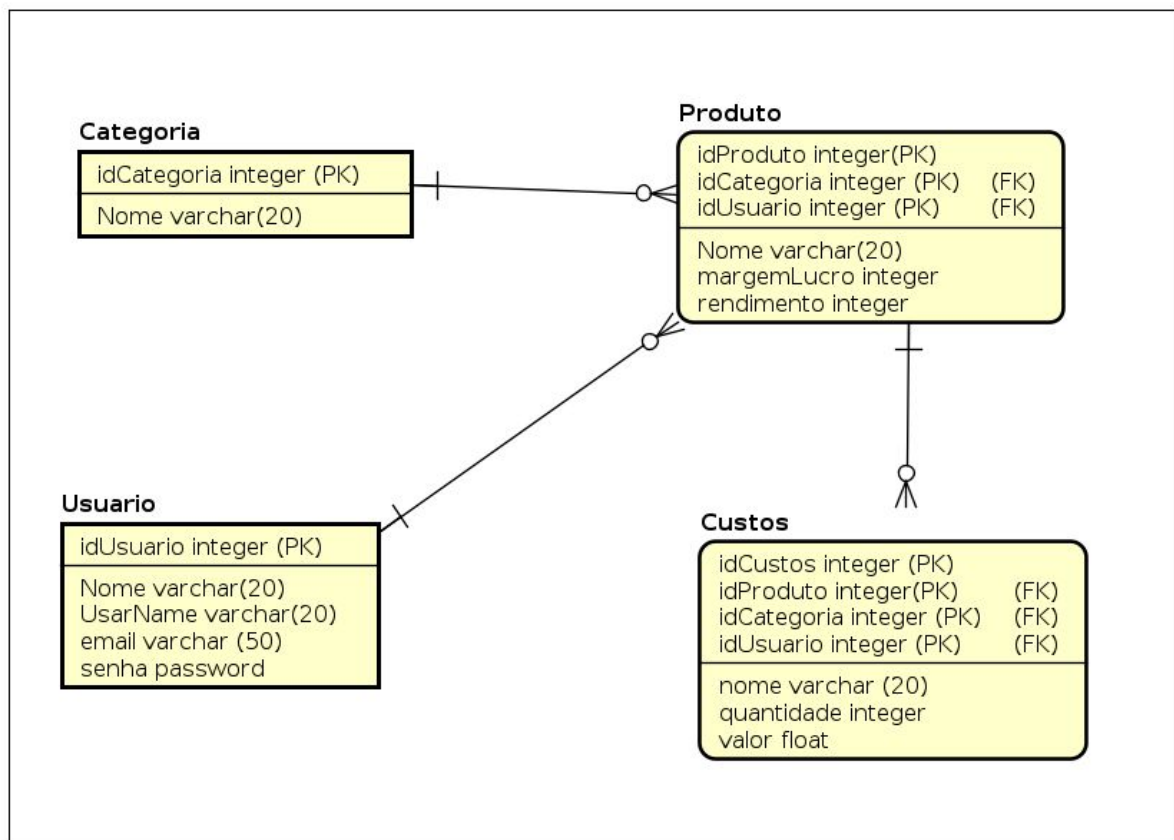 Categoria
idCategoria integer (PK)
Nome varchar(20)
Produto
idProduto integer(PK)
idCategoria integer (PK) (FK)
idUsuario integer (PK) (FK)
Nome varchar(20)
margemLucro integer
rendimento integer
Usuario
idUsuario integer (PK)
Nome varchar(20)
UsarName varchar(20)
email varchar (50)
senha password
Custos
idCustos integer (PK)
idProduto integer(PK) (FK)
idCategoria integer (PK) (FK)
idUsuario integer (PK) (FK)
nome varchar (20)
quantidade integer
valor float